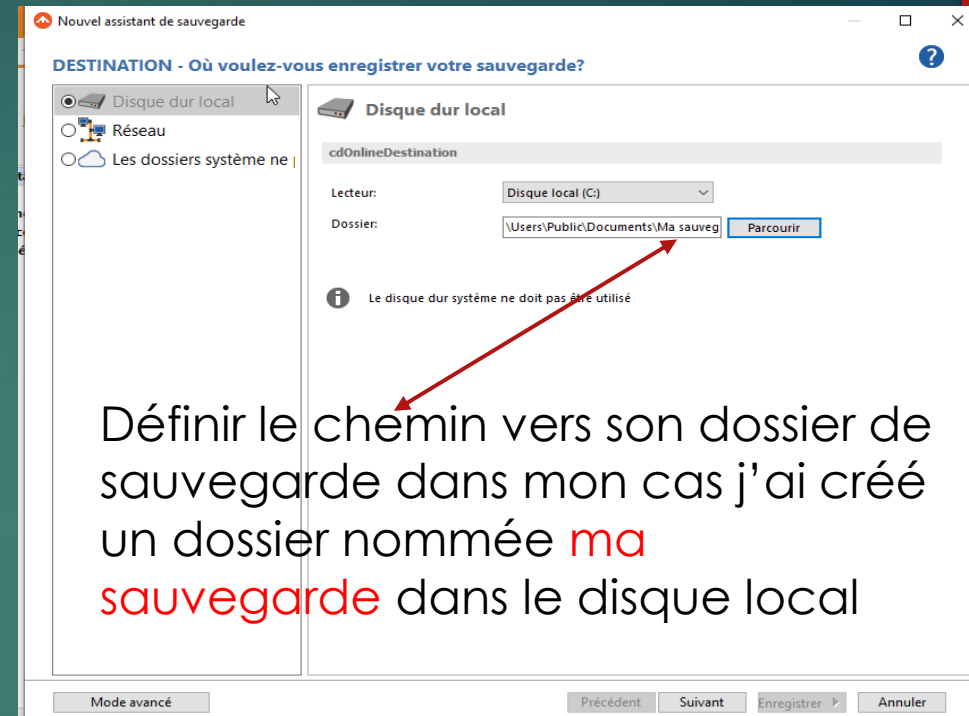 Nouvel assistant de sauvegarde
DESTINATION - Où voulez-vous enregistrer votre sauvegarde?
Disque dur local
Réseau
Les dossiers système ne
Disque dur local
cdOnlineDestination
Lecteur:
Disque local (C:)
Dossier:
\Users\Public\Documents\Ma sauveg
Parcourir
Le disque dur système ne doit pas être utilisé
Définir le chemin vers son dossier de
sauvegarde dans mon cas j’ai créé
un dossier nommée ma
sauvegarde dans le disque local
Mode avancé
Précédent
Suivant
Enregistrer
Annuler